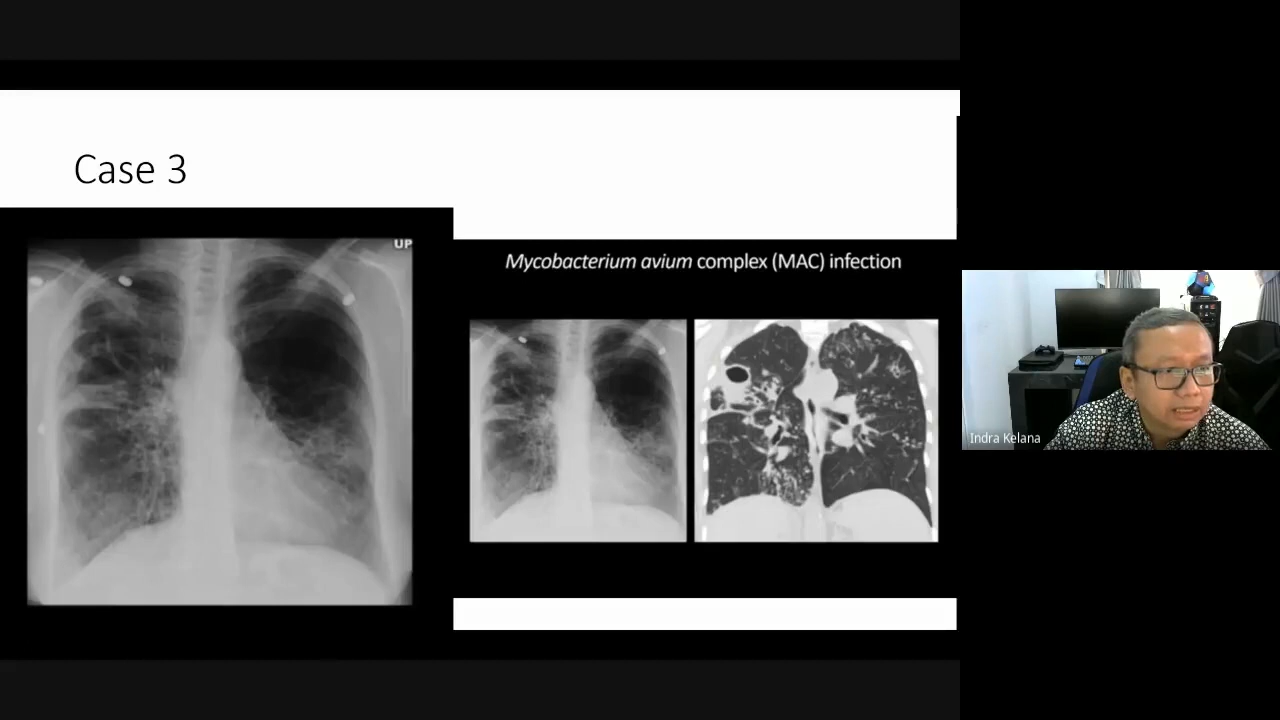 Case 3
UP
Mycobacterium avium complex (MAC) infection
Indra Kelana